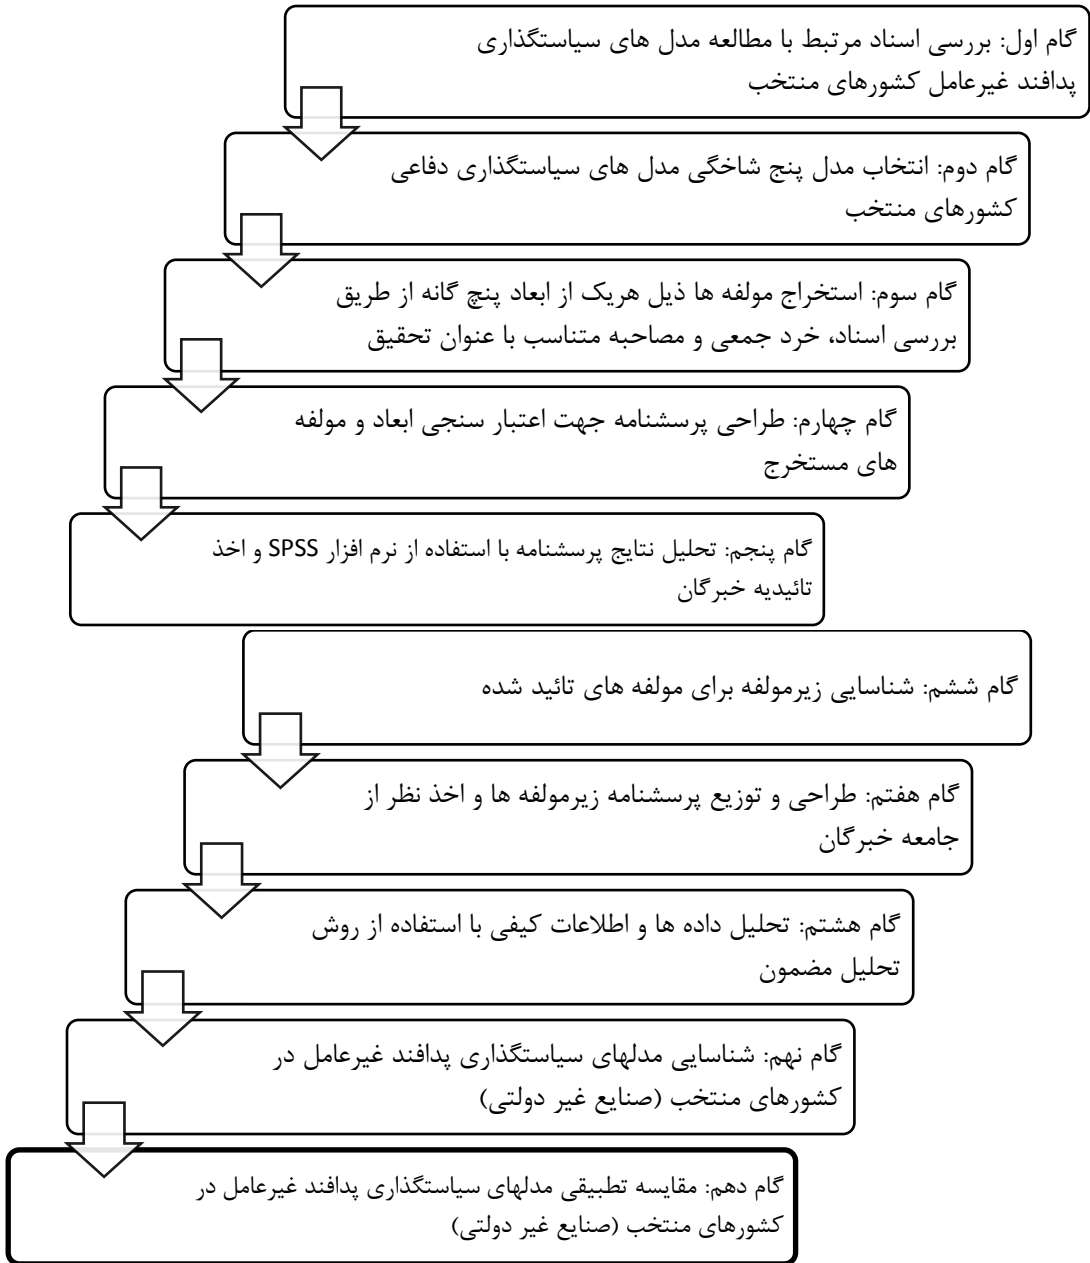 گام اول: بررسی اسناد مرتبط با مطالعه مدل های سیاستگذاری
پدافند غیرعامل کشورهای منتخب
گام دوم: انتخاب مدل پنج شاخگی مدل های سیاستگذاری دفاعی
کشورهای منتخب
گام سوم: استخراج مولفه ها ذیل هریک از ابعاد پنچ گانه از طریق
بررسی اسناد، خرد جمعی و مصاحبه متناسب با عنوان تحقیق
گام چهارم: طراحی پرسشنامه جهت اعتبار سنجی ابعاد و مولفه
های مستخرج
گام پنجم: تحلیل نتایج پرسشنامه با استفاده از نرم افزار SPSS و اخذ
تائیدیه خبرگان
گام ششم: شناسایی زیرمولفه برای مولفه های تائید شده
گام هفتم: طراحی و توزیع پرسشنامه زیرمولفه ها و اخذ نظر از
جامعه خبرگان
گام هشتم: تحلیل داده ها و اطلاعات کیفی با استفاده از روش
تحلیل مضمون
گام نهم: شناسایی مدلهای سیاستگذاری پدافند غیرعامل در
کشورهای منتخب (صنایع غیر دولتی)
گام دهم: مقایسه تطبیقی مدلهای سیاستگذاری پدافند غیرعامل در
کشورهای منتخب (صنایع غیر دولتی)